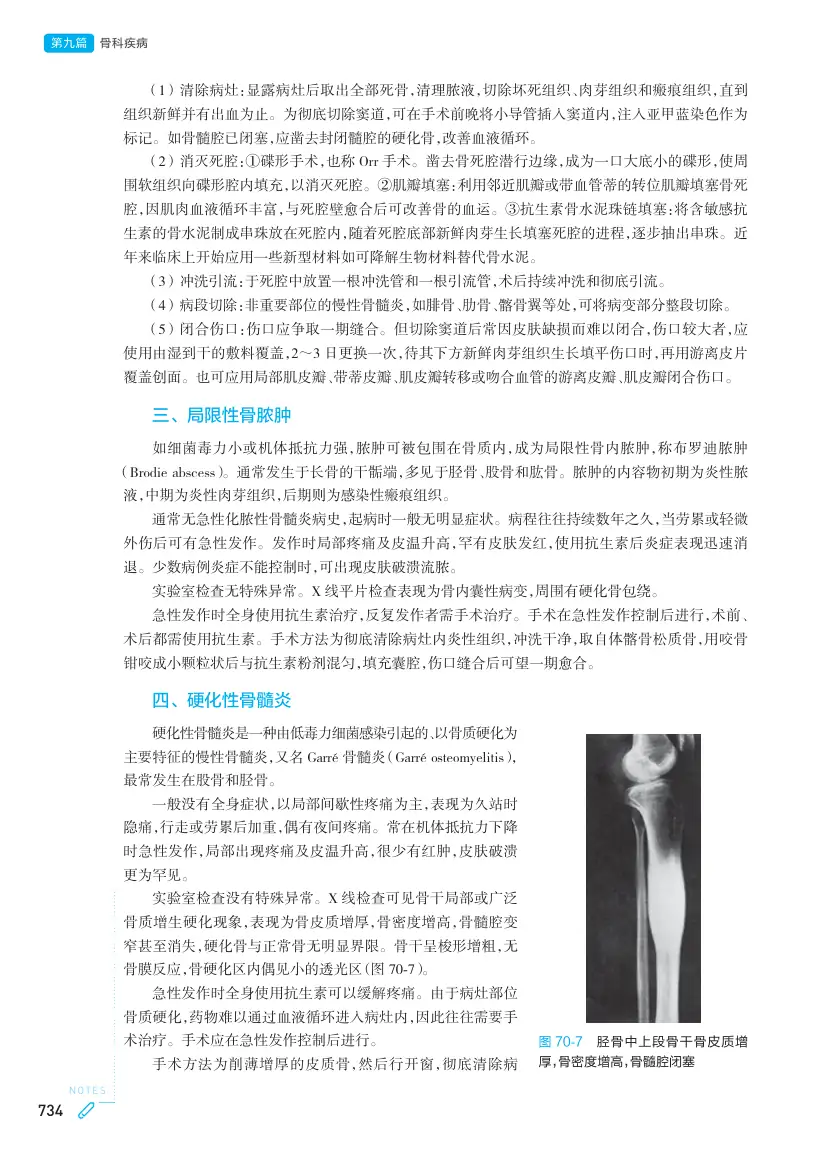 第九篇 骨科疾病
（1）清除病灶：显露病灶后取出全部死骨，清理脓液，切除坏死组织、肉芽组织和瘢痕组织，直到
组织新鲜并有出血为止。为彻底切除窦道，可在手术前晚将小导管插入窦道内，注入亚甲蓝染色作为
标记。如骨髓腔已闭塞，应凿去封闭髓腔的硬化骨，改善血液循环。
（2）消灭死腔：①碟形手术，也称 Orr 手术。凿去骨死腔潜行边缘，成为一口大底小的碟形，使周
围软组织向碟形腔内填充，以消灭死腔。②肌瓣填塞：利用邻近肌瓣或带血管蒂的转位肌瓣填塞骨死
腔，因肌肉血液循环丰富，与死腔壁愈合后可改善骨的血运。③抗生素骨水泥珠链填塞：将含敏感抗
生素的骨水泥制成串珠放在死腔内，随着死腔底部新鲜肉芽生长填塞死腔的进程，逐步抽出串珠。近
年来临床上开始应用一些新型材料如可降解生物材料替代骨水泥。
（3）冲洗引流：于死腔中放置一根冲洗管和一根引流管，术后持续冲洗和彻底引流。
（4）病段切除：非重要部位的慢性骨髓炎，如腓骨、肋骨、髂骨翼等处，可将病变部分整段切除。
（5）闭合伤口：伤口应争取一期缝合。但切除窦道后常因皮肤缺损而难以闭合，伤口较大者，应
使用由湿到干的敷料覆盖，2～3 日更换一次，待其下方新鲜肉芽组织生长填平伤口时，再用游离皮片
覆盖创面。也可应用局部肌皮瓣、带蒂皮瓣、肌皮瓣转移或吻合血管的游离皮瓣、肌皮瓣闭合伤口。
三、局限性骨脓肿
如细菌毒力小或机体抵抗力强，脓肿可被包围在骨质内，成为局限性骨内脓肿，称布罗迪脓肿
（Brodie abscess）。通常发生于长骨的干骺端，多见于胫骨、股骨和肱骨。脓肿的内容物初期为炎性脓
液，中期为炎性肉芽组织，后期则为感染性瘢痕组织。
通常无急性化脓性骨髓炎病史，起病时一般无明显症状。病程往往持续数年之久，当劳累或轻微
外伤后可有急性发作。发作时局部疼痛及皮温升高，罕有皮肤发红，使用抗生素后炎症表现迅速消
退。少数病例炎症不能控制时，可出现皮肤破溃流脓。
实验室检查无特殊异常。X 线平片检查表现为骨内囊性病变，周围有硬化骨包绕。
急性发作时全身使用抗生素治疗，反复发作者需手术治疗。手术在急性发作控制后进行，术前、
术后都需使用抗生素。手术方法为彻底清除病灶内炎性组织，冲洗干净，取自体髂骨松质骨，用咬骨
钳咬成小颗粒状后与抗生素粉剂混匀，填充囊腔，伤口缝合后可望一期愈合。
四、硬化性骨髓炎
硬化性骨髓炎是一种由低毒力细菌感染引起的、以骨质硬化为
主要特征的慢性骨髓炎，又名 Garré 骨髓炎（Garré osteomyelitis），
最常发生在股骨和胫骨。
一般没有全身症状，以局部间歇性疼痛为主，表现为久站时
隐痛，行走或劳累后加重，偶有夜间疼痛。常在机体抵抗力下降
时急性发作，局部出现疼痛及皮温升高，很少有红肿，皮肤破溃
更为罕见。
实验室检查没有特殊异常。X 线检查可见骨干局部或广泛
骨质增生硬化现象，表现为骨皮质增厚，骨密度增高，骨髓腔变
窄甚至消失，硬化骨与正常骨无明显界限。骨干呈梭形增粗，无
骨膜反应，骨硬化区内偶见小的透光区（图 70-7）。
急性发作时全身使用抗生素可以缓解疼痛。由于病灶部位
骨质硬化，药物难以通过血液循环进入病灶内，因此往往需要手
术治疗。手术应在急性发作控制后进行。
手术方法为削薄增厚的皮质骨，然后行开窗，彻底清除病
图 70-7 胫骨中上段骨干骨皮质增
厚，骨密度增高，骨髓腔闭塞
NOTES
734